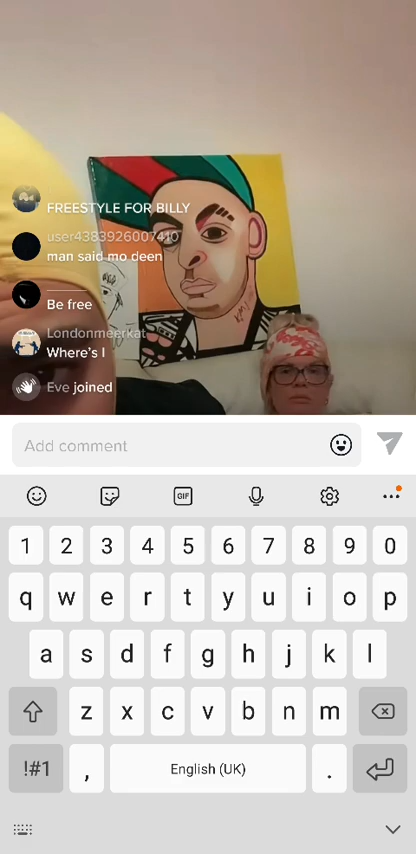 FREESTYLE FOR BILLY
user4383926007410
man said mo deen
Be free
Londonmeerkat
Where's I
Eve joined
Add comment
GIF
1 2 3 4 5 6 7 8 9 0
q w e r t y u i o p
a s d f g h j k l
z x c v b n m
!#1 , English (UK) .